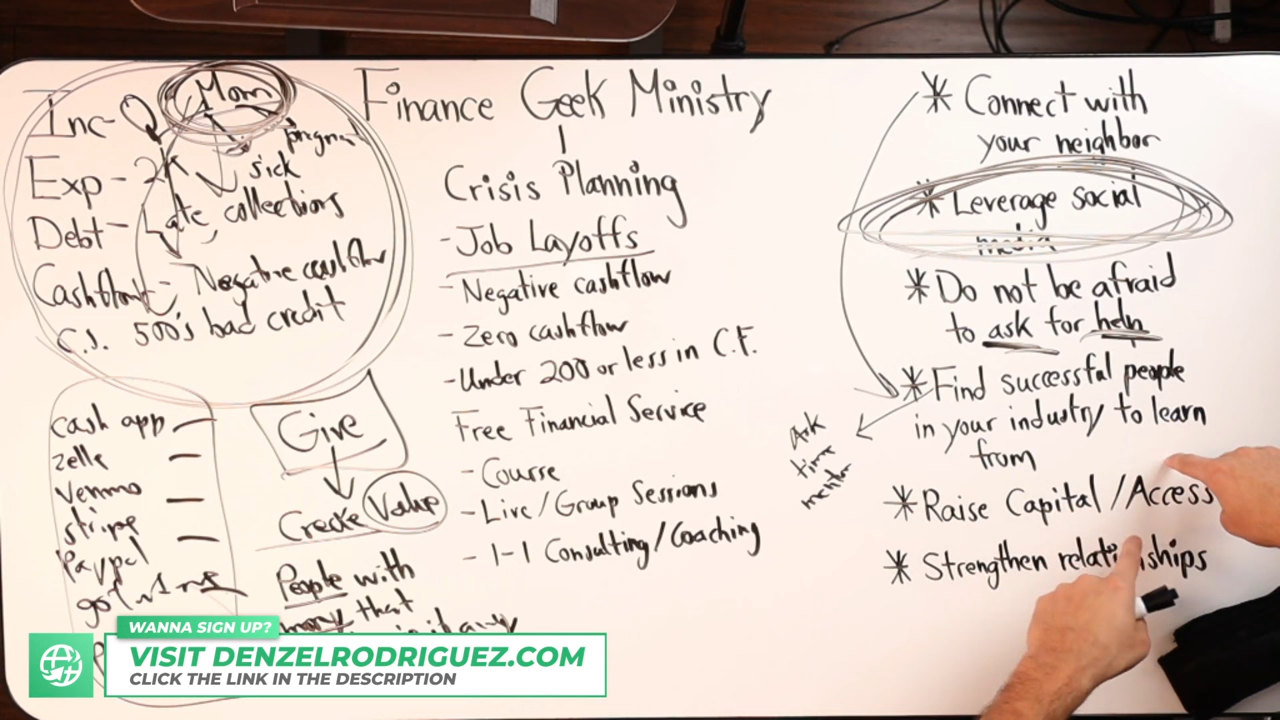 Finance Geek Ministry
Inc-
Mom
pregnant
Exp - 2K
sick
Debt - Late, collections
Cashflow - Negative cashflow
C.S. 500's bad credit
cash app
zelle
Venmo
stripe
Paypal
Give
Create Value
People with
money that
Crisis Planning
- Job Layoffs
- Negative cashflow
- Zero cashflow
- Under 200 or less in C.F.
Free Financial Service
- Course
- Live/Group Sessions
- 1-1 Consulting/Coaching
* Connect with
your neighbor
* Leverage social
media
* Do not be afraid
to ask for help
* Find successful people
in your industry to learn
from
Ask
time
mentor
* Raise Capital / Access
* Strengthen relationships
WANNA SIGN UP?
VISIT DENZELRODRIGUEZ.COM
CLICK THE LINK IN THE DESCRIPTION